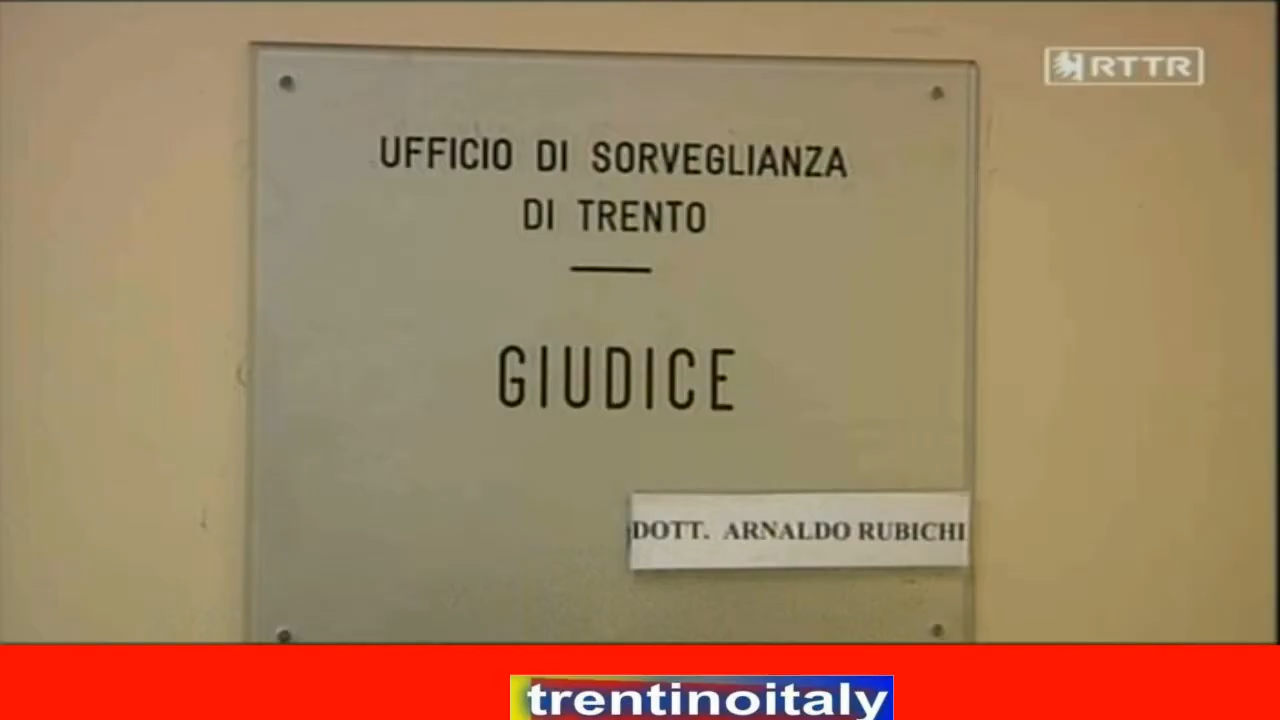 RTTR
UFFICIO DI SORVEGLIANZA
DI TRENTO
GIUDICE
DOTT. ARNALDO RUBICHI
trentinoitaly